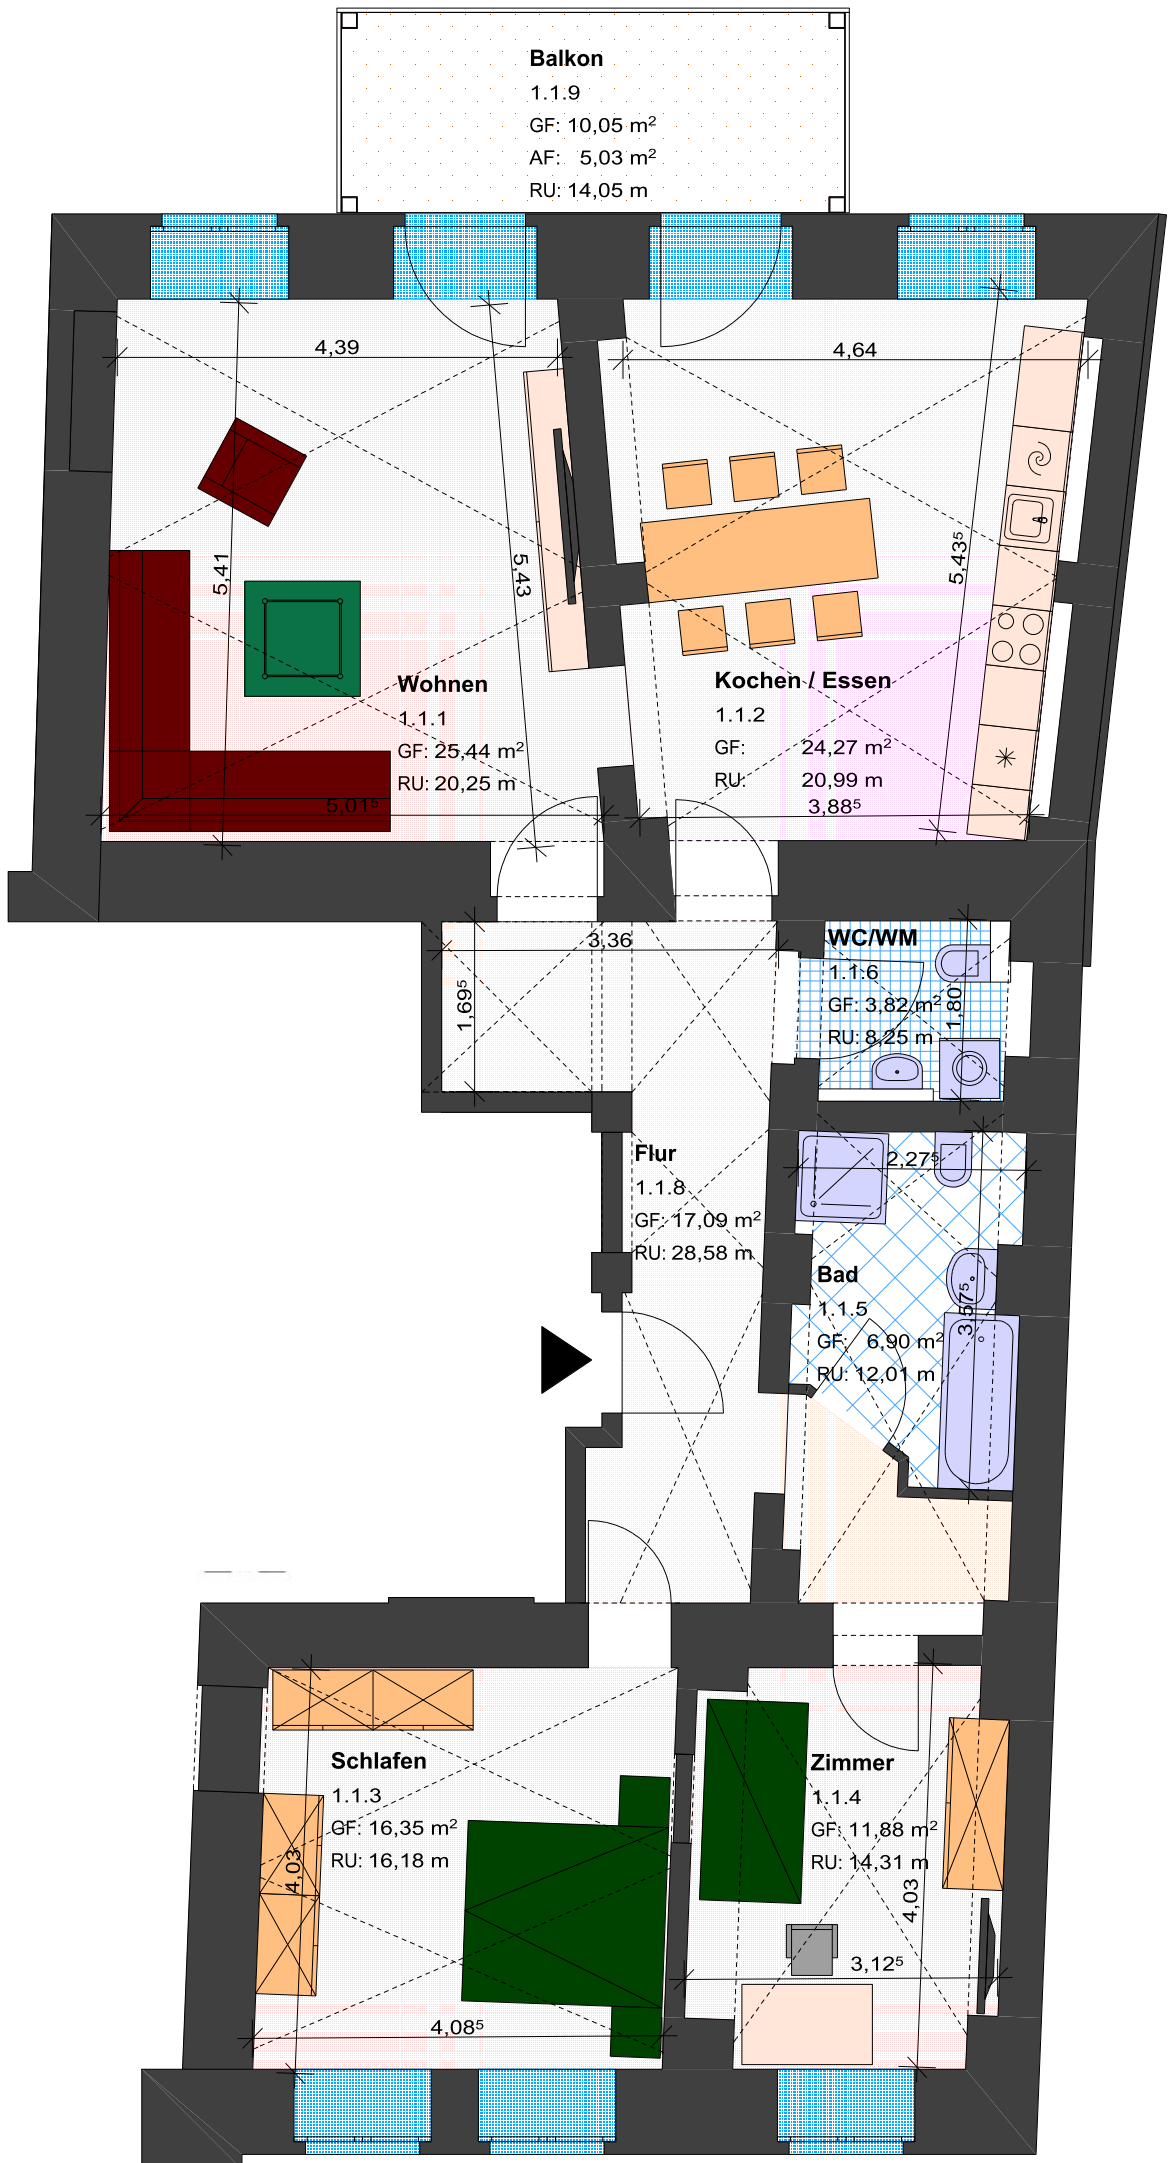 Balkon
1.1.9
GF: 10,05 m²
AF: 5,03 m²
RU: 14,05 m
4,39
4,64
5,41
5,43
5,43⁵
Wohnen
1.1.1
GF: 25,44 m²
RU: 20,25 m
Kochen / Essen
1.1.2
GF: 24,27 m²
RU: 20,99 m
5,01⁵
3,88⁵
3,36
1,69⁵
WC/WM
1.1.6
GF: 3,82 m²
RU: 8,25 m
1,80
Flur
1.1.8
GF: 17,09 m²
RU: 28,58 m
2,27⁵
Bad
1.1.5
GF: 6,90 m²
RU: 12,01 m
3,57⁵
Schlafen
1.1.3
GF: 16,35 m²
RU: 16,18 m
4,03
4,08⁵
Zimmer
1.1.4
GF: 11,88 m²
RU: 14,31 m
4,03
3,12⁵